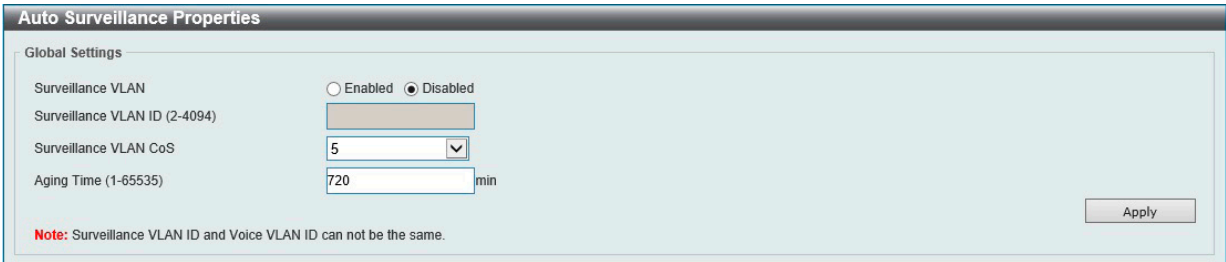 Auto Surveillance Properties
Global Settings
Surveillance VLAN Enabled Disabled
Surveillance VLAN ID (2-4094)
Surveillance VLAN CoS 5
Aging Time (1-65535) 720 min
Apply
Note: Surveillance VLAN ID and Voice VLAN ID can not be the same.